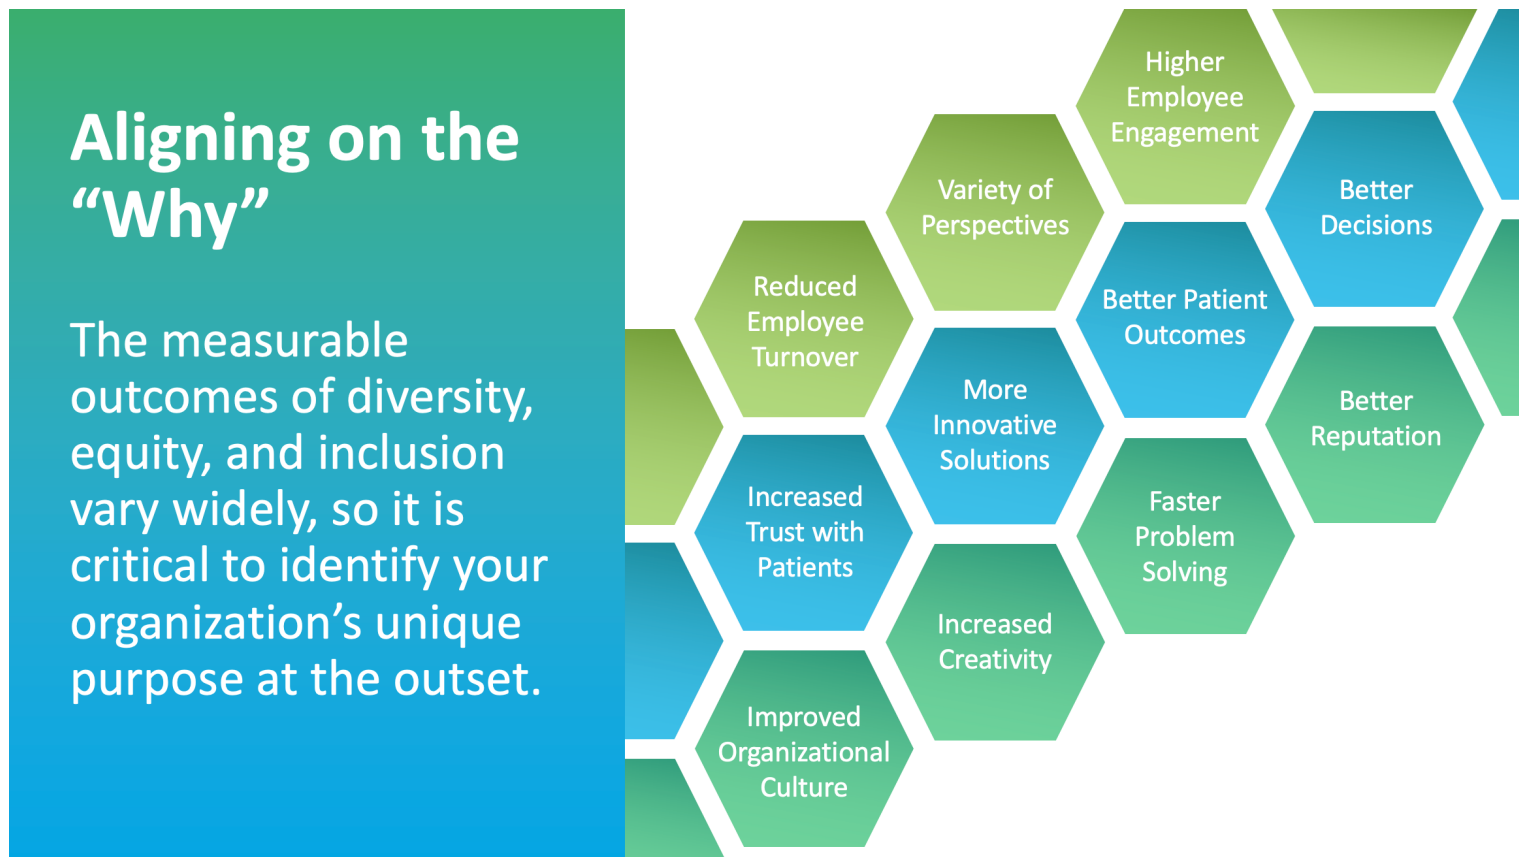 Aligning on the
“Why”
The measurable
outcomes of diversity,
equity, and inclusion
vary widely, so it is
critical to identify your
organization’s unique
purpose at the outset.
Higher
Employee
Engagement
Variety of
Perspectives
Better
Decisions
Reduced
Employee
Turnover
Better Patient
Outcomes
More
Innovative
Solutions
Better
Reputation
Increased
Trust with
Patients
Faster
Problem
Solving
Increased
Creativity
Improved
Organizational
Culture